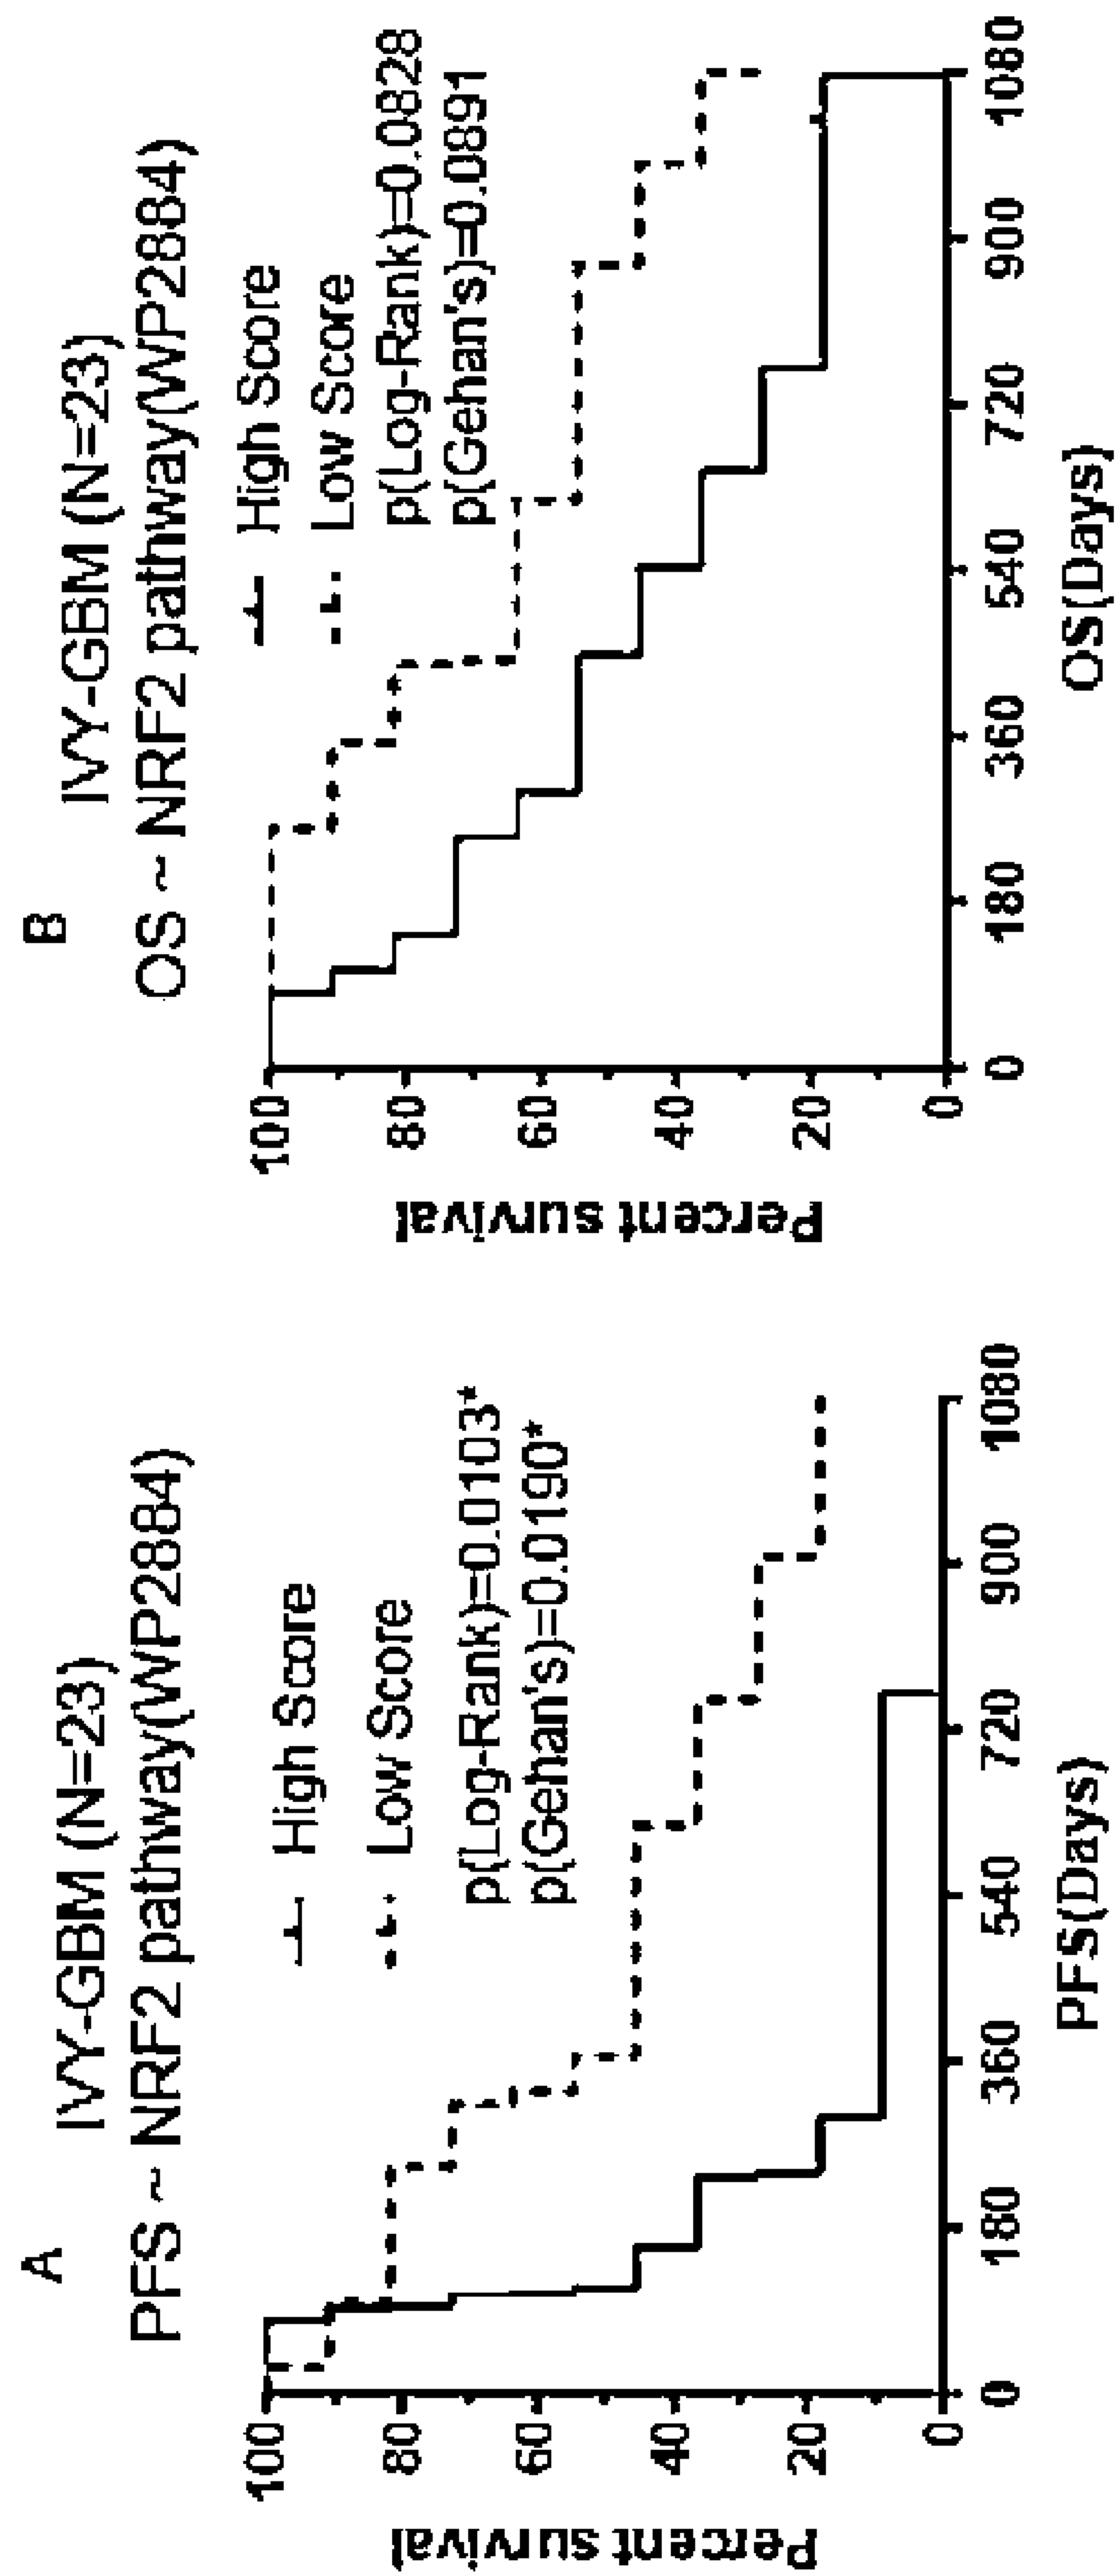 A
IVY-GBM (N=23)
PFS ~ NRF2 pathway(WP2884)
High Score
Low Score
p(Log-Rank)=0.0103*
p(Gehan's)=0.0190*
Percent survival
100
80
60
40
20
0
0 180 360 540 720 900 1080
PFS(Days)
B
IVY-GBM (N=23)
OS ~ NRF2 pathway(WP2884)
High Score
Low Score
p(Log-Rank)=0.0828
p(Gehan's)=0.0891
Percent survival
100
80
60
40
20
0
0 180 360 540 720 900 1080
OS(Days)